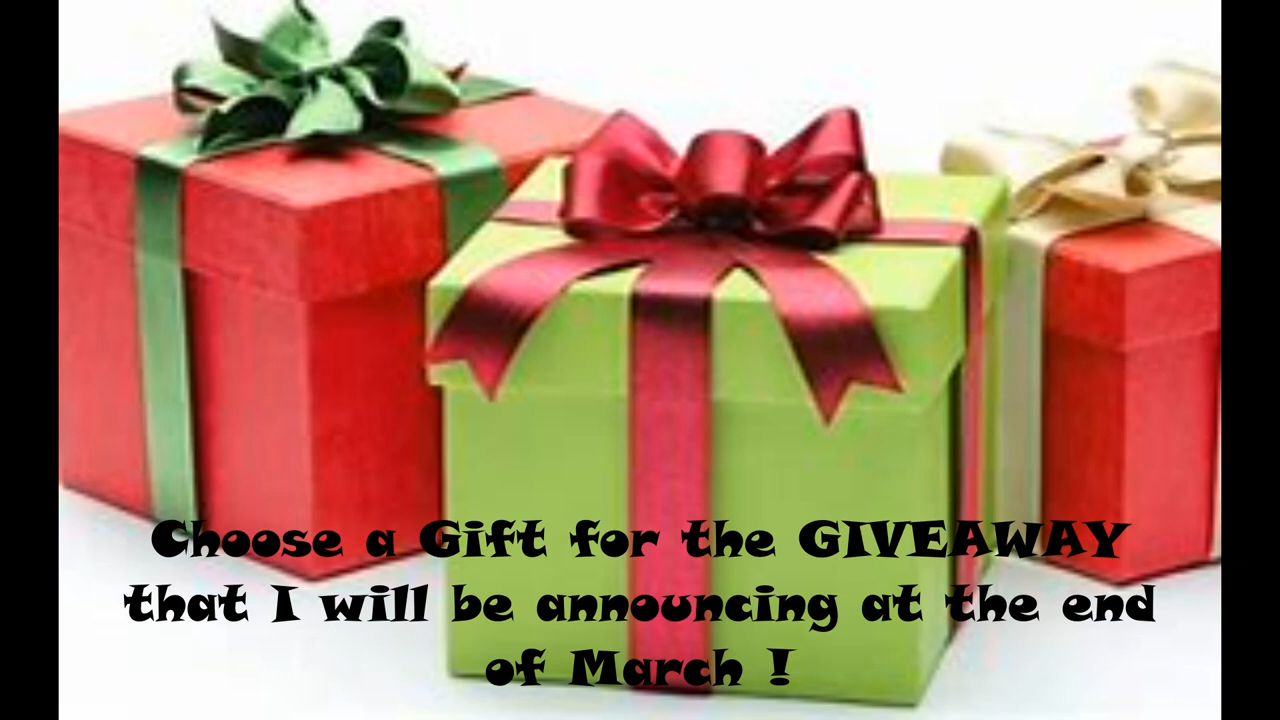 Choose a Gift for the GIVEAWAY
that I will be announcing at the end
of March !